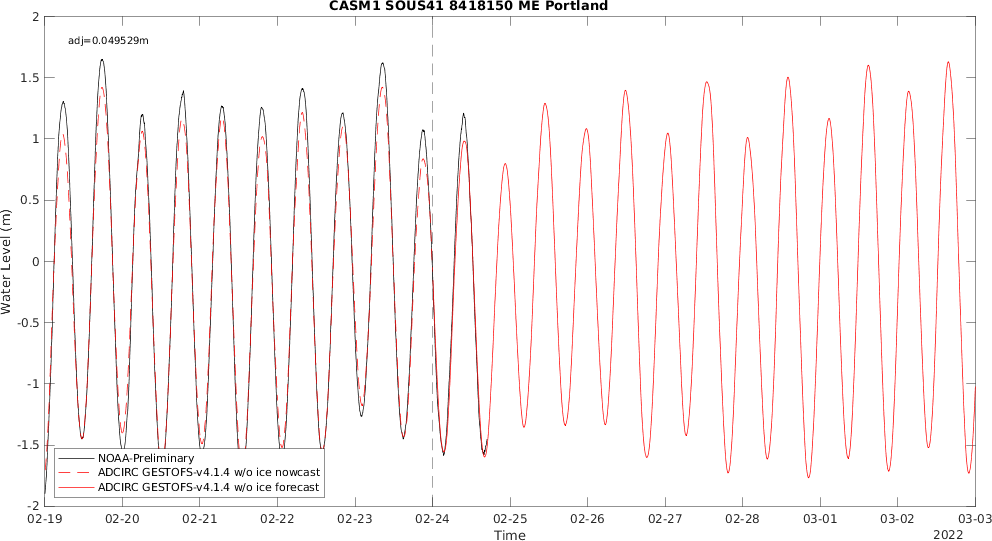 CASM1 SOUS41 8418150 ME Portland
adj=0.049529m
2
1.5
1
0.5
0
-0.5
-1
-1.5
-2
Water Level (m)
NOAA-Preliminary
ADCIRC GESTOFS-v4.1.4 w/o ice nowcast
ADCIRC GESTOFS-v4.1.4 w/o ice forecast
02-19 02-20 02-21 02-22 02-23 02-24 02-25 02-26 02-27 02-28 03-01 03-02 03-03
Time
2022